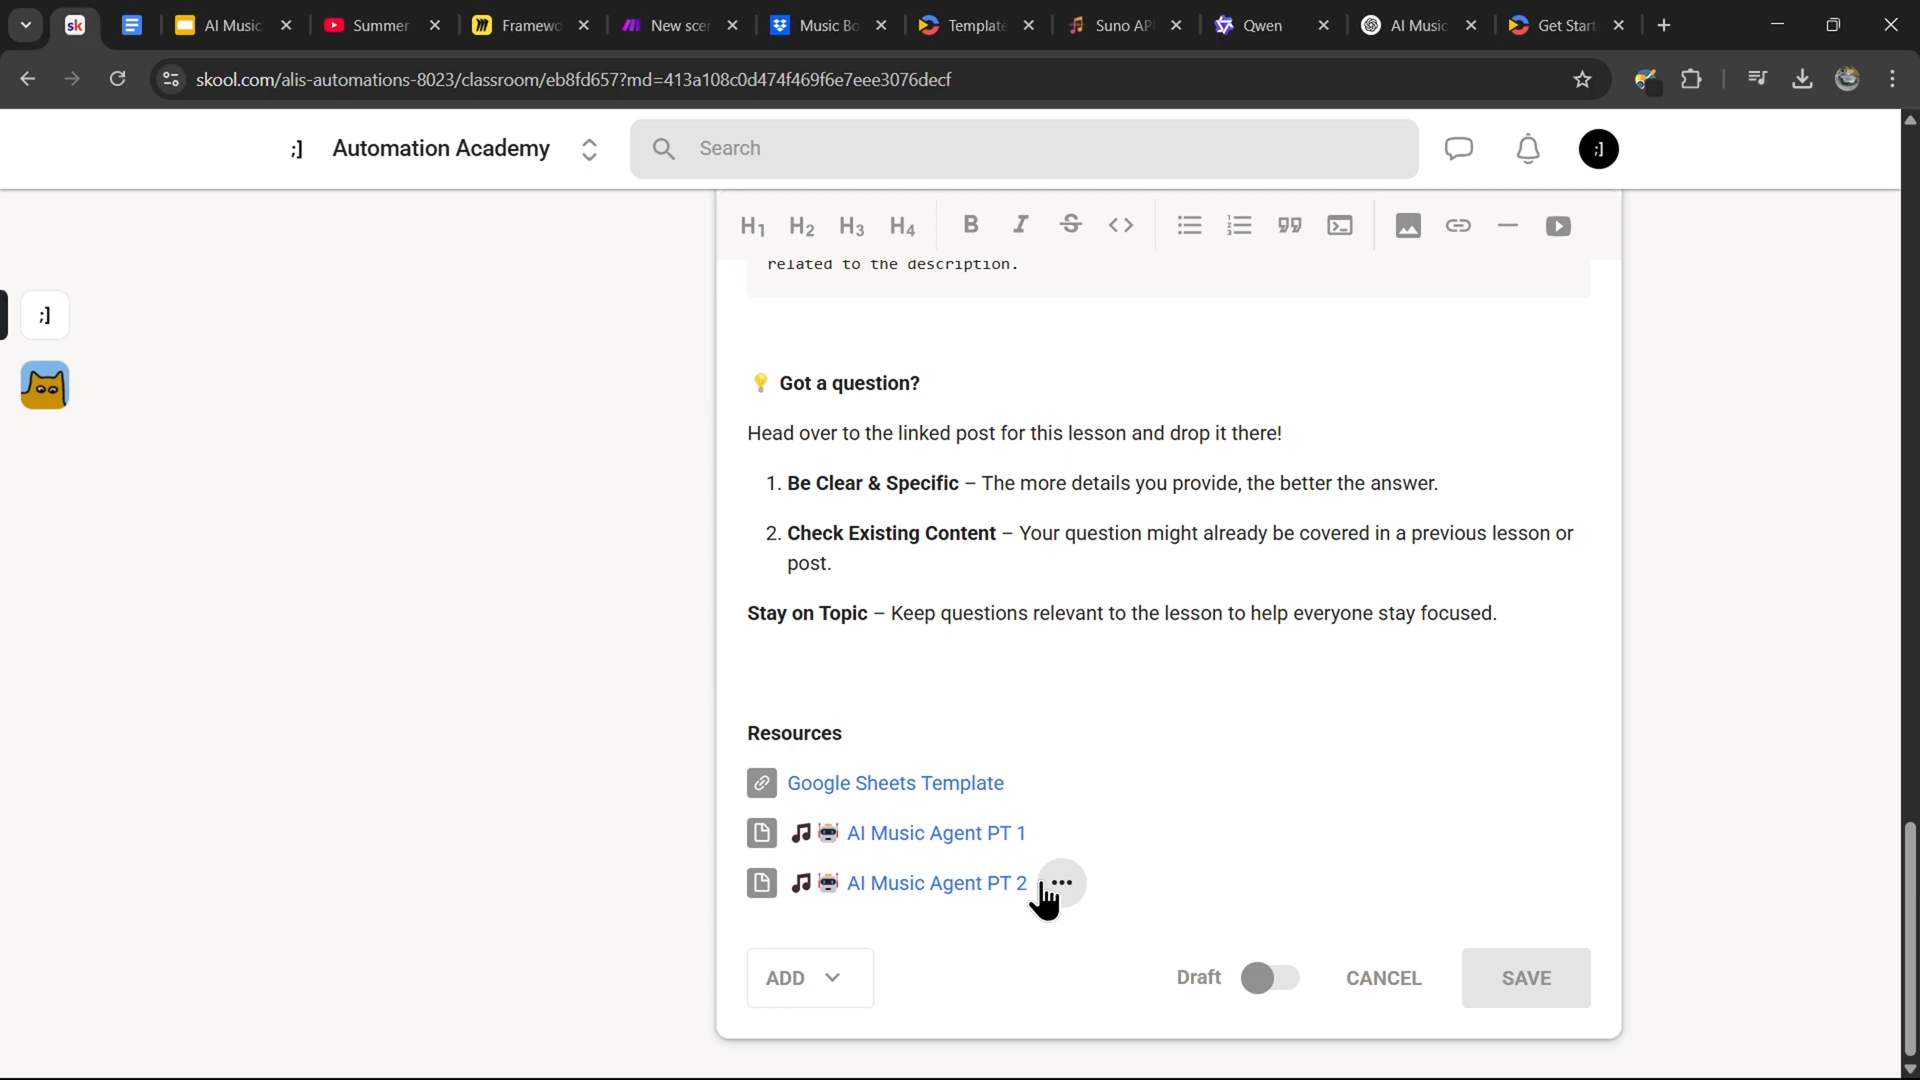 sk
AI Music
Summer
Framewo
New scer
Music Bo
Template
Suno AP
Qwen
AI Music
Get Start
skool.com/alis-automations-8023/classroom/eb8fd657?md=413a108c0d474f469f6e7eee3076decf
;]
Automation Academy
Search
;]
H1 H2 H3 H4 B I S <>
related to the description.
;]
💡 Got a question?
Head over to the linked post for this lesson and drop it there!
1. Be Clear & Specific – The more details you provide, the better the answer.
2. Check Existing Content – Your question might already be covered in a previous lesson or
post.
Stay on Topic – Keep questions relevant to the lesson to help everyone stay focused.
Resources
Google Sheets Template
🎵🤖 AI Music Agent PT 1
🎵🤖 AI Music Agent PT 2
ADD
Draft
CANCEL
SAVE